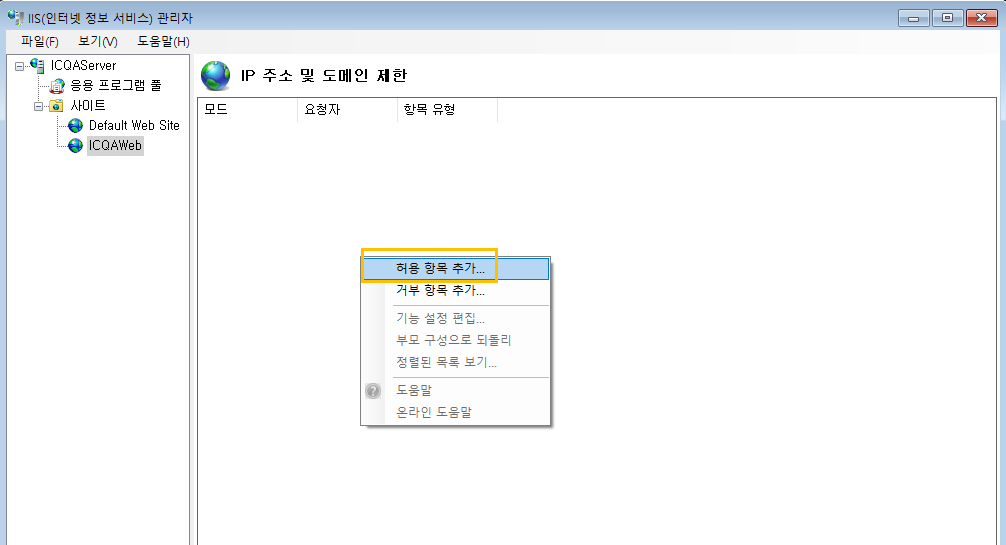 IIS(인터넷 정보 서비스) 관리자
파일(F) 보기(V) 도움말(H)
ICQAServer
응용 프로그램 풀
사이트
Default Web Site
ICQAWeb
IP 주소 및 도메인 제한
모드 요청자 항목 유형
허용 항목 추가...
거부 항목 추가...
기능 설정 편집...
부모 구성으로 되돌리
정렬된 목록 보기...
도움말
온라인 도움말